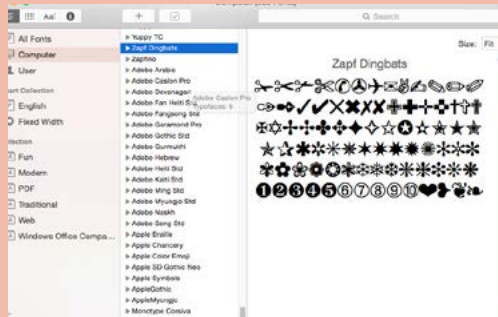 Search
All Fonts
Computer
User
English
Fixed Width
Fun
Modern
PDF
Traditional
Web
Windows Office Compa...
Yuppy TC
Zapf Dingbats
Zapfino
Adobe Arabic
Adobe Caslon Pro
Adobe Devanagari
Adobe Fan Heiti Std
Adobe Fangsong Std
Adobe Garamond Pro
Adobe Gothic Std
Adobe Gurmukhi
Adobe Hebrew
Adobe Heiti Std
Adobe Kaiti Std
Adobe Ming Std
Adobe Myungjo Std
Adobe Naskh
Adobe Song Std
Apple Braille
Apple Chancery
Apple Color Emoji
Apple SD Gothic Neo
Apple Symbols
AppleGothic
AppleMyungjo
Monotype Corsiva
Adobe Caslon Pro
Typefaces: 6
Size: Fit
Zapf Dingbats